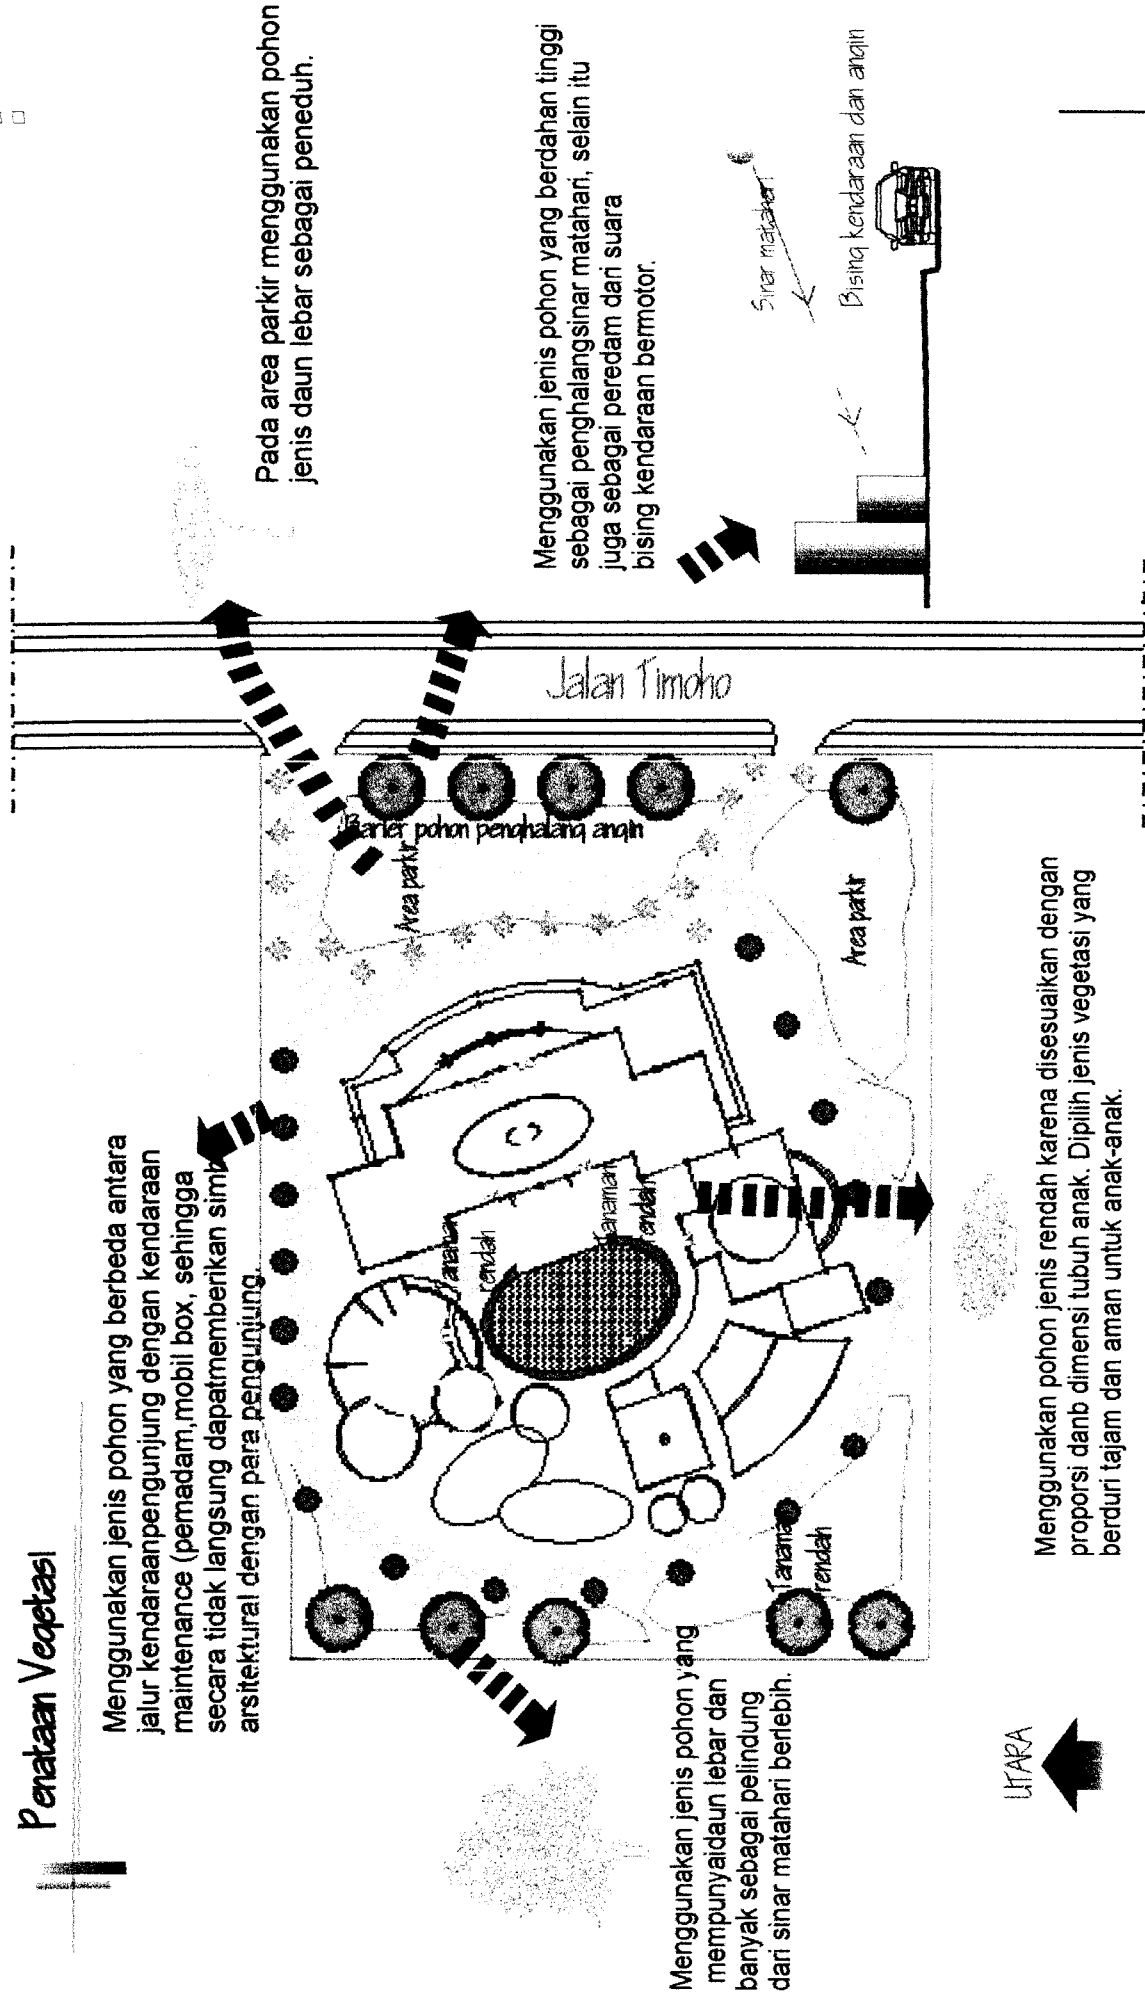 Penataan Vegetasi
Menggunakan jenis pohon yang berbeda antara
jalur kendaraanpengunjung dengan kendaraan
maintenance (pemadam,mobil box, sehingga
secara tidak langsung dapatmemberikan simb
arsitektural dengan para pengunjung.
Pada area parkir menggunakan pohon
jenis daun lebar sebagai peneduh.
Menggunakan jenis pohon yang berdahan tinggi
sebagai penghalangsinar matahari, selain itu
juga sebagai peredam dari suara
bising kendaraan bermotor.
Sinar matahari
Bising kendaraan dan angin
Jalan Timoho
Barier pohon penghalang angin
Area parkir
Area parkir
Tanaman
rendah
Tanaman
rendah
Tanaman
rendah
Menggunakan jenis pohon yang
mempunyaidaun lebar dan
banyak sebagai pelindung
dari sinar matahari berlebih.
Menggunakan pohon jenis rendah karena disesuaikan dengan
proporsi danb dimensi tubuh anak. Dipilih jenis vegetasi yang
berduri tajam dan aman untuk anak-anak.
UTARA